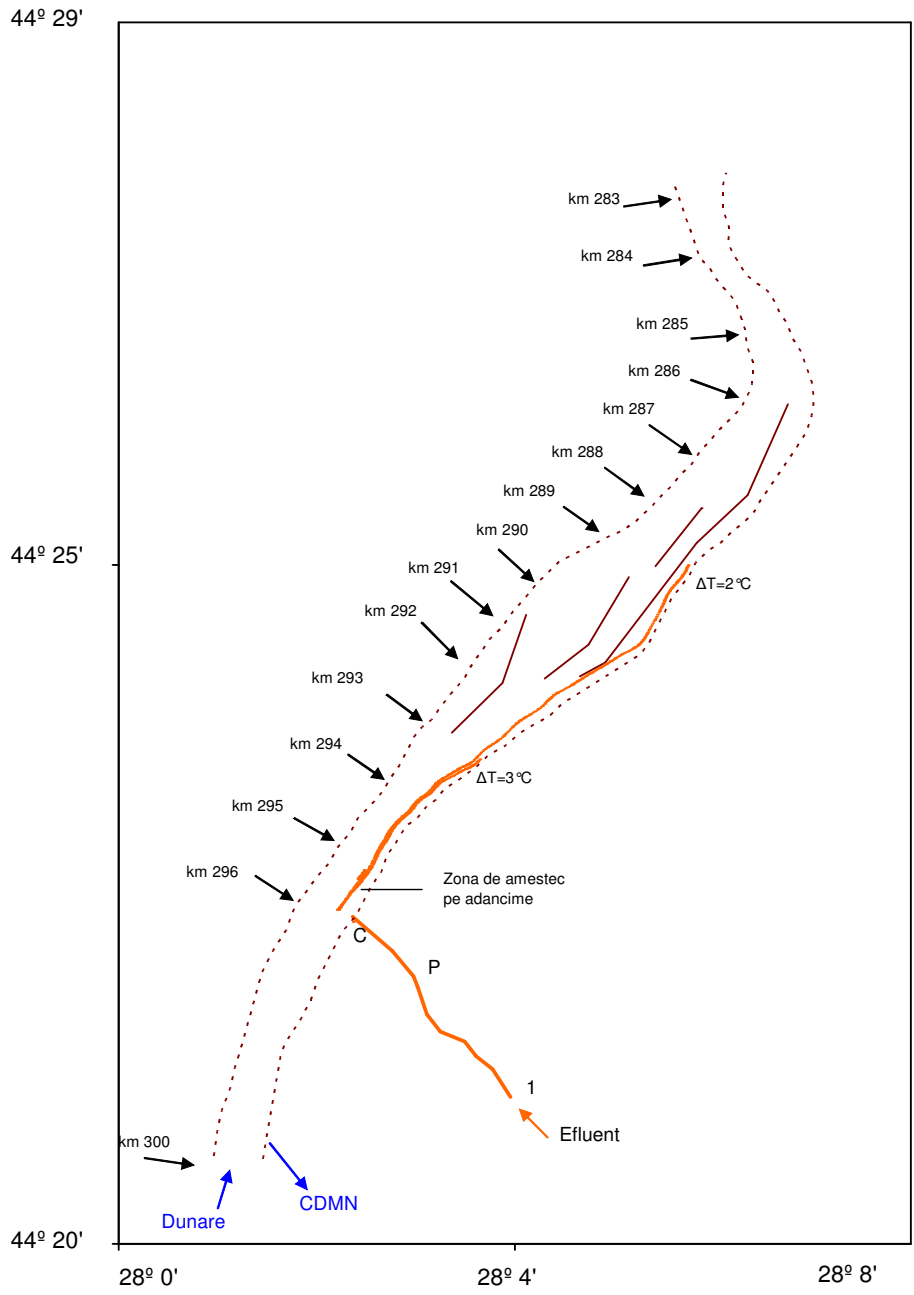 44º 29'
km 283
km 284
km 285
km 286
km 287
km 288
km 289
km 290
44º 25'
km 291
ΔT=2ºC
km 292
km 293
km 294
ΔT=3ºC
km 295
km 296
Zona de amestec
pe adancime
C
P
1
Efluent
km 300
CDMN
Dunare
44º 20'
28º 0'
28º 4'
28º 8'